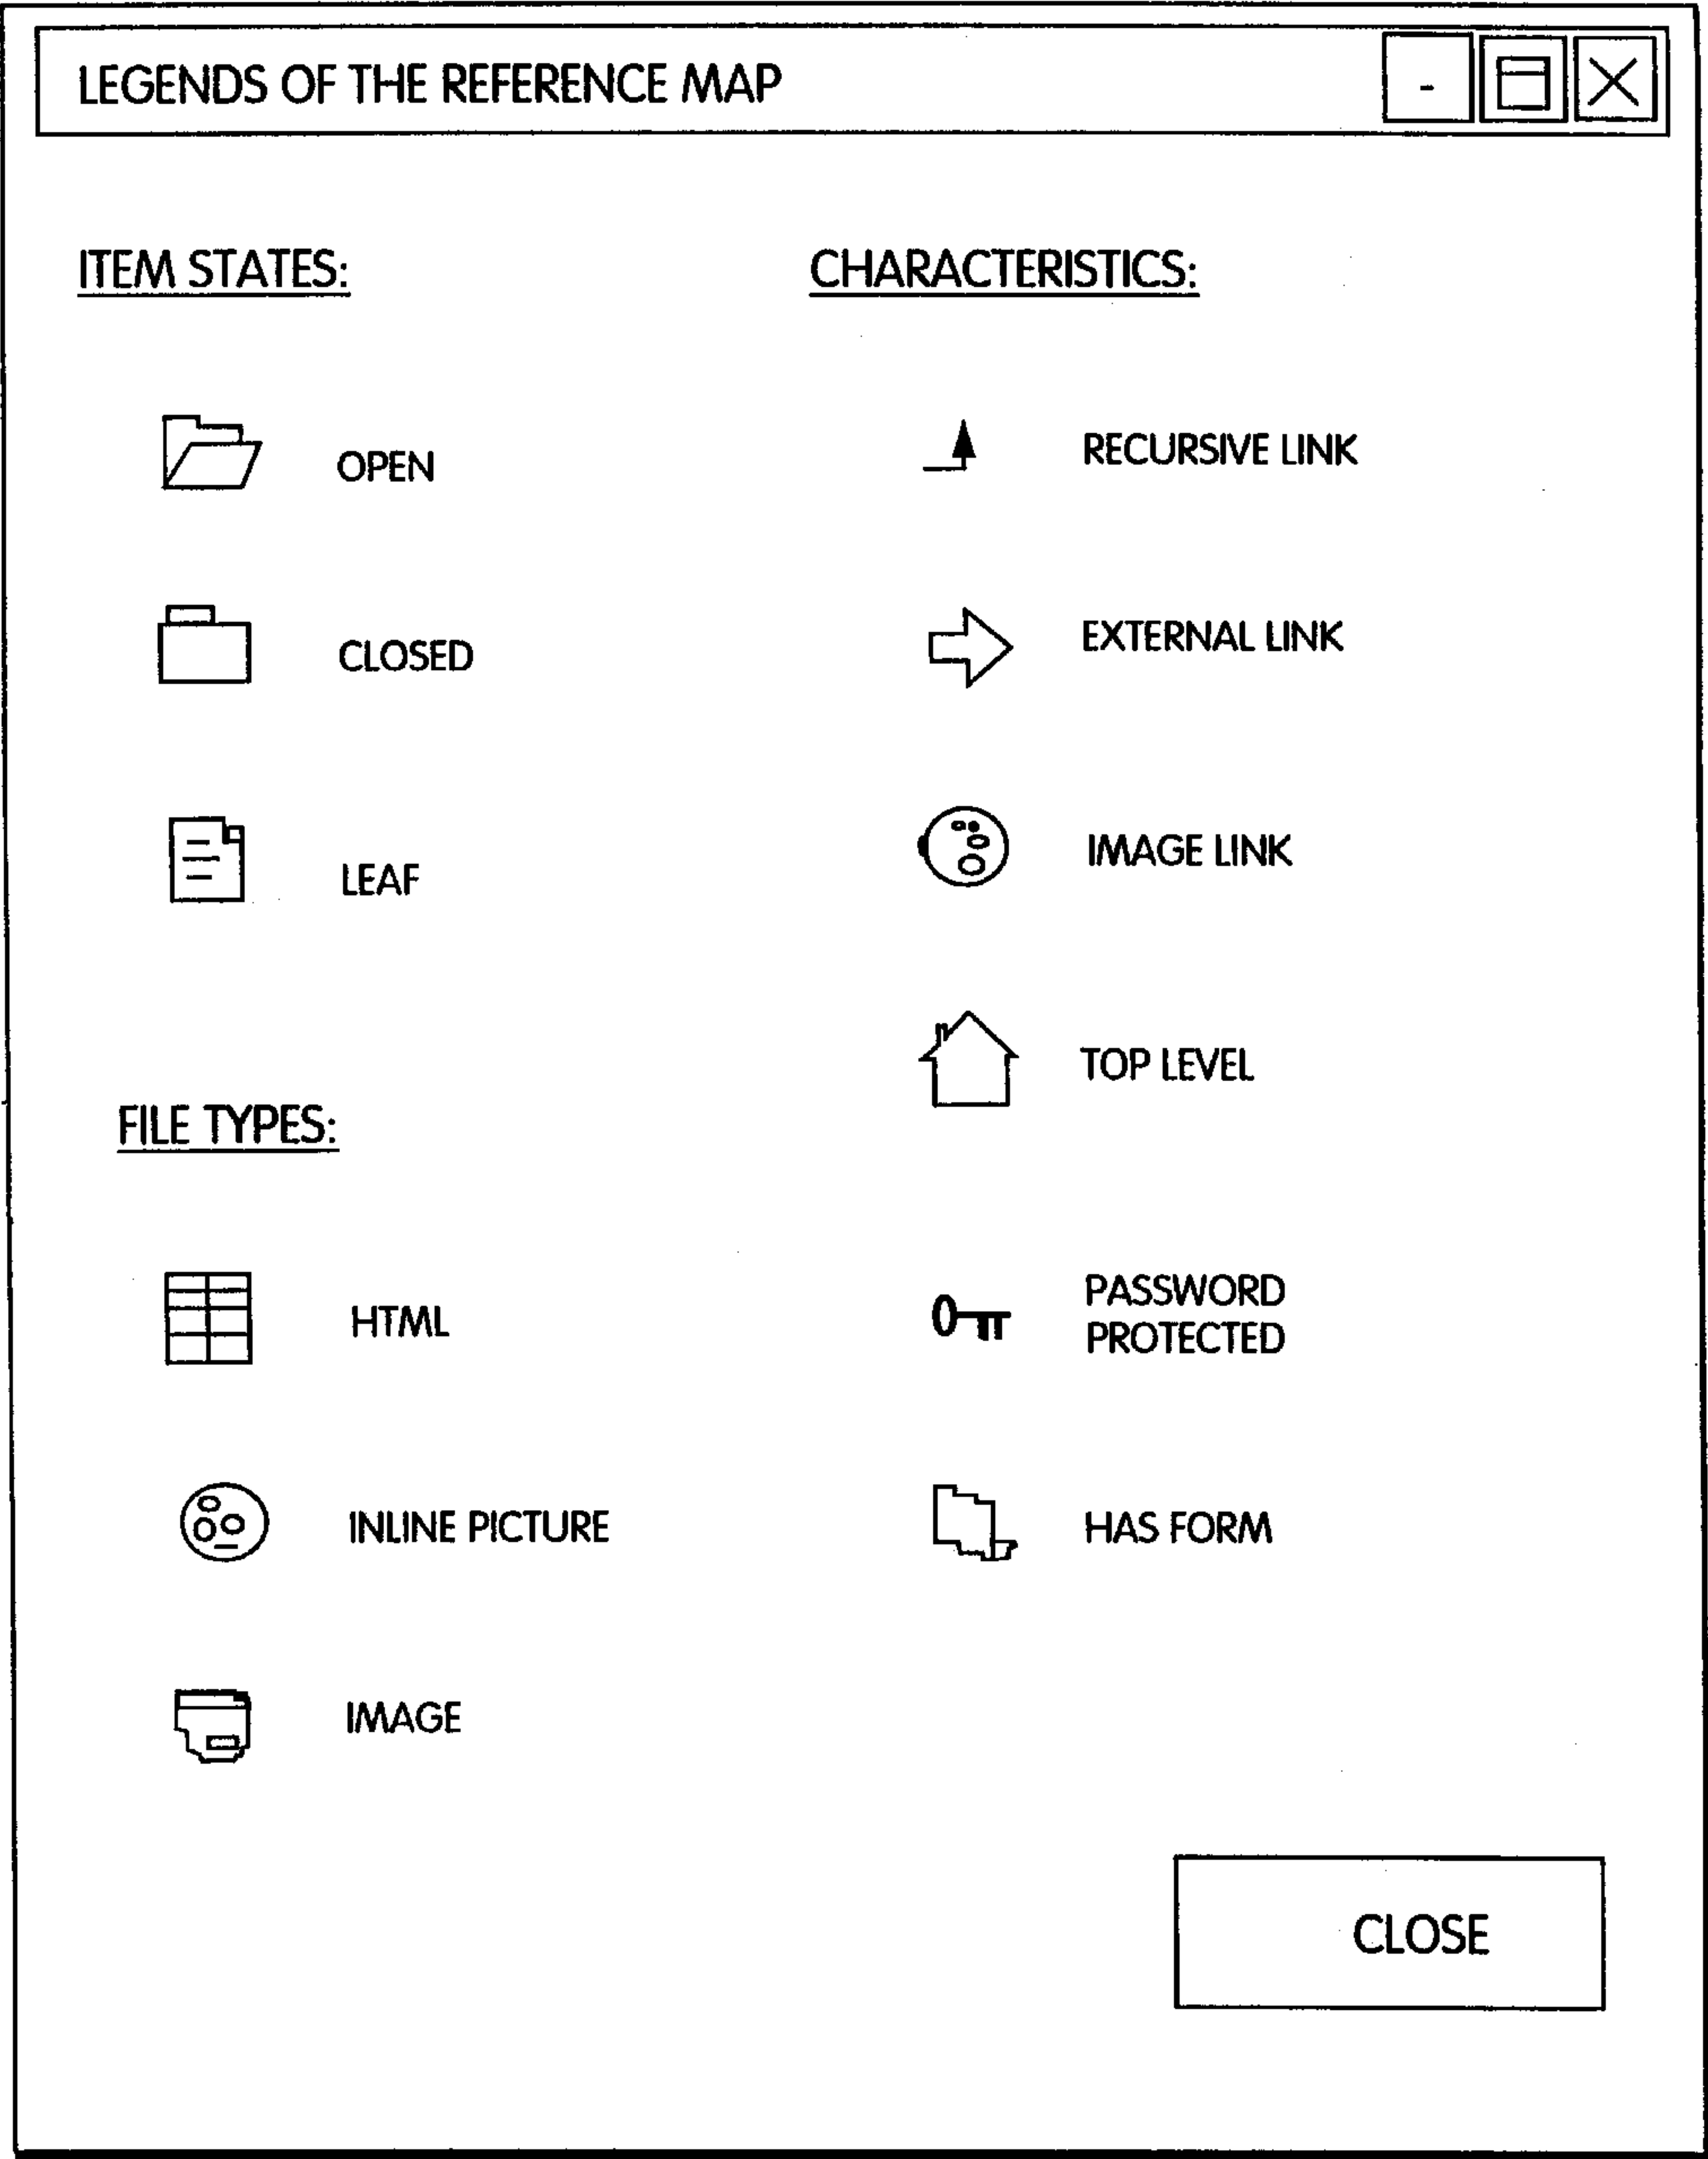 LEGENDS OF THE REFERENCE MAP
ITEM STATES:
OPEN
CLOSED
LEAF
FILE TYPES:
HTML
INLINE PICTURE
IMAGE
CHARACTERISTICS:
RECURSIVE LINK
EXTERNAL LINK
IMAGE LINK
TOP LEVEL
PASSWORD
PROTECTED
HAS FORM
CLOSE